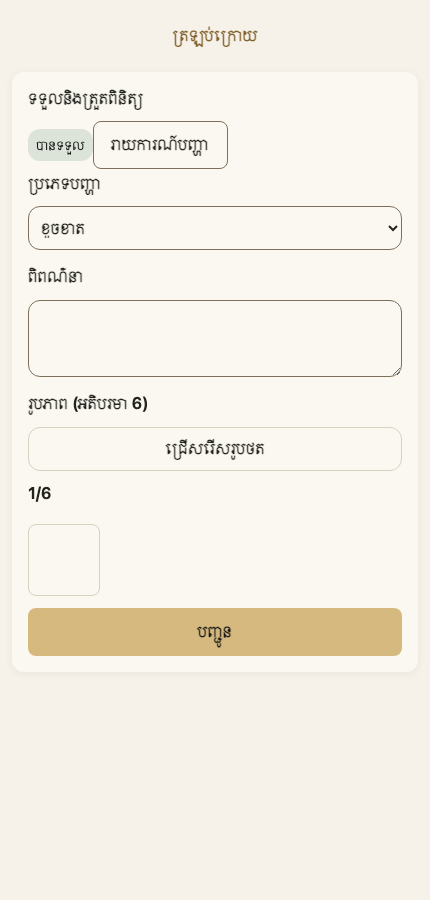 ត្រឡប់ក្រោយ
ទទួលនិងត្រួតពិនិត្យ
បានទទួល
រាយការណ៍បញ្ហា
ប្រភេទបញ្ហា
ខូចខាត
ពិពណ៌នា
រូបភាព (អតិបរមា 6)
ជ្រើសរើសរូបថត
1/6
បញ្ជូន